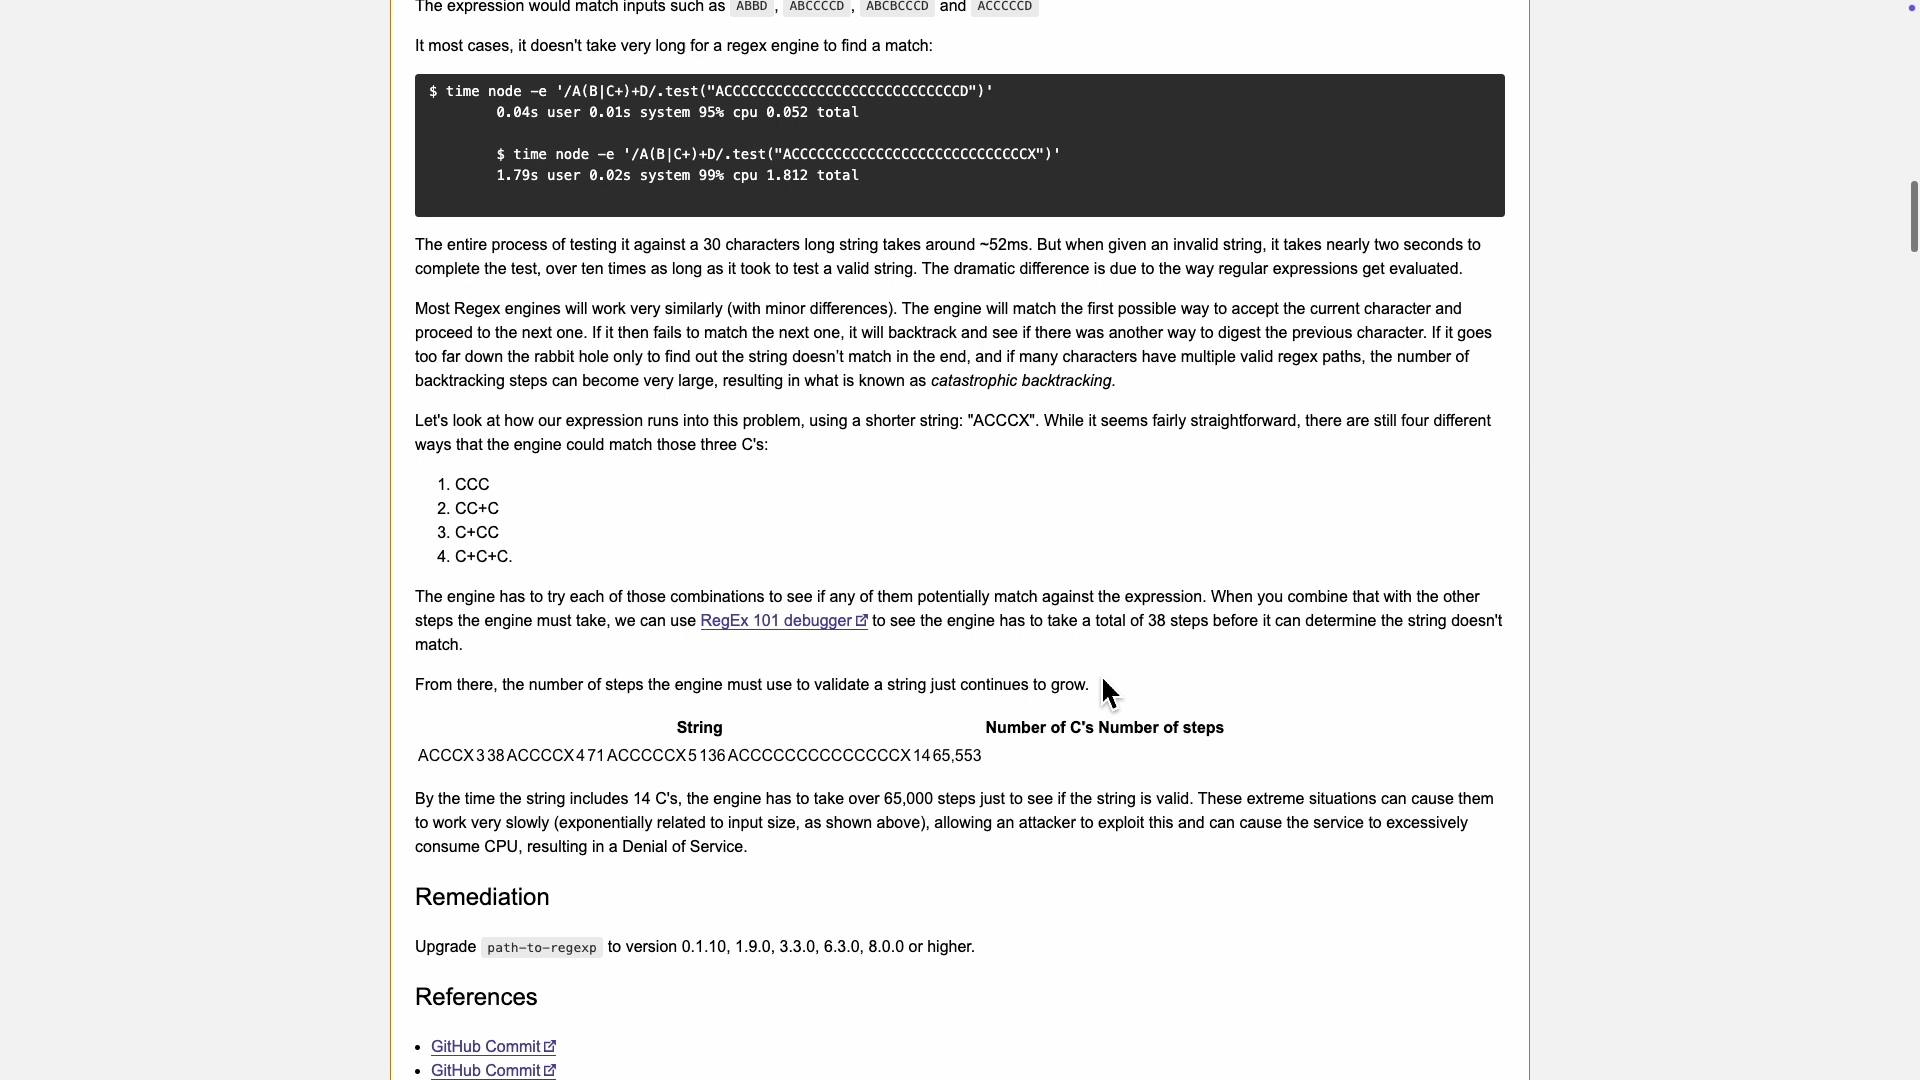 The expression would match inputs such as ABBD , ABCCCCD , ABCBCCCD and ACCCCCD
It most cases, it doesn't take very long for a regex engine to find a match:
$ time node -e '/A(B|C+)+D/.test("ACCCCCCCCCCCCCCCCCCCCCCCCCCCCD")'
0.04s user 0.01s system 95% cpu 0.052 total
$ time node -e '/A(B|C+)+D/.test("ACCCCCCCCCCCCCCCCCCCCCCCCCCCCX")'
1.79s user 0.02s system 99% cpu 1.812 total
The entire process of testing it against a 30 characters long string takes around ~52ms. But when given an invalid string, it takes nearly two seconds to
complete the test, over ten times as long as it took to test a valid string. The dramatic difference is due to the way regular expressions get evaluated.
Most Regex engines will work very similarly (with minor differences). The engine will match the first possible way to accept the current character and
proceed to the next one. If it then fails to match the next one, it will backtrack and see if there was another way to digest the previous character. If it goes
too far down the rabbit hole only to find out the string doesn’t match in the end, and if many characters have multiple valid regex paths, the number of
backtracking steps can become very large, resulting in what is known as catastrophic backtracking.
Let's look at how our expression runs into this problem, using a shorter string: "ACCCX". While it seems fairly straightforward, there are still four different
ways that the engine could match those three C's:
1. CCC
2. CC+C
3. C+CC
4. C+C+C.
The engine has to try each of those combinations to see if any of them potentially match against the expression. When you combine that with the other
steps the engine must take, we can use RegEx 101 debugger to see the engine has to take a total of 38 steps before it can determine the string doesn't
match.
From there, the number of steps the engine must use to validate a string just continues to grow.
String Number of C's Number of steps
ACCCX 3 38 ACCCCX 4 71 ACCCCCX 5 136 ACCCCCCCCCCCCCCX 14 65,553
By the time the string includes 14 C's, the engine has to take over 65,000 steps just to see if the string is valid. These extreme situations can cause them
to work very slowly (exponentially related to input size, as shown above), allowing an attacker to exploit this and can cause the service to excessively
consume CPU, resulting in a Denial of Service.
Remediation
Upgrade path-to-regexp to version 0.1.10, 1.9.0, 3.3.0, 6.3.0, 8.0.0 or higher.
References
• GitHub Commit
• GitHub Commit